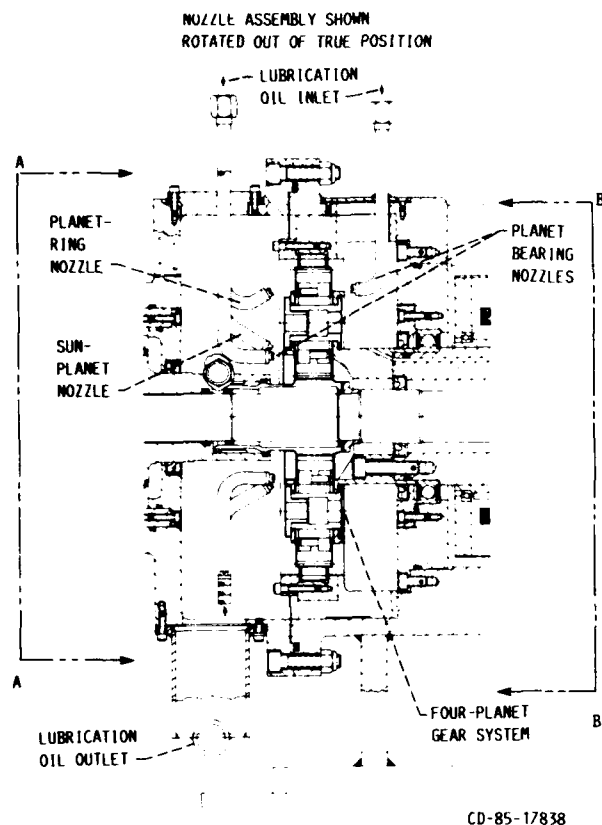 NOZZLE ASSEMBLY SHOWN
ROTATED OUT OF TRUE POSITION
LUBRICATION
OIL INLET
A
B
PLANET-
RING
NOZZLE
PLANET
BEARING
NOZZLES
SUN-
PLANET
NOZZLE
A
B
FOUR-PLANET
GEAR SYSTEM
LUBRICATION
OIL OUTLET
CD-85-17838